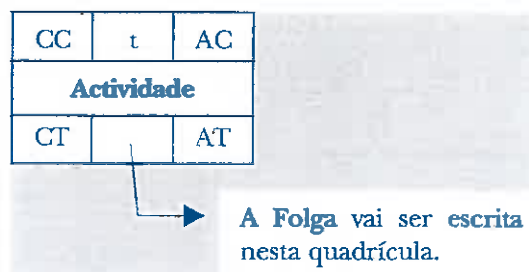 CC t AC
Actividade
CT AT
A Folga vai ser escrita
nesta quadrícula.